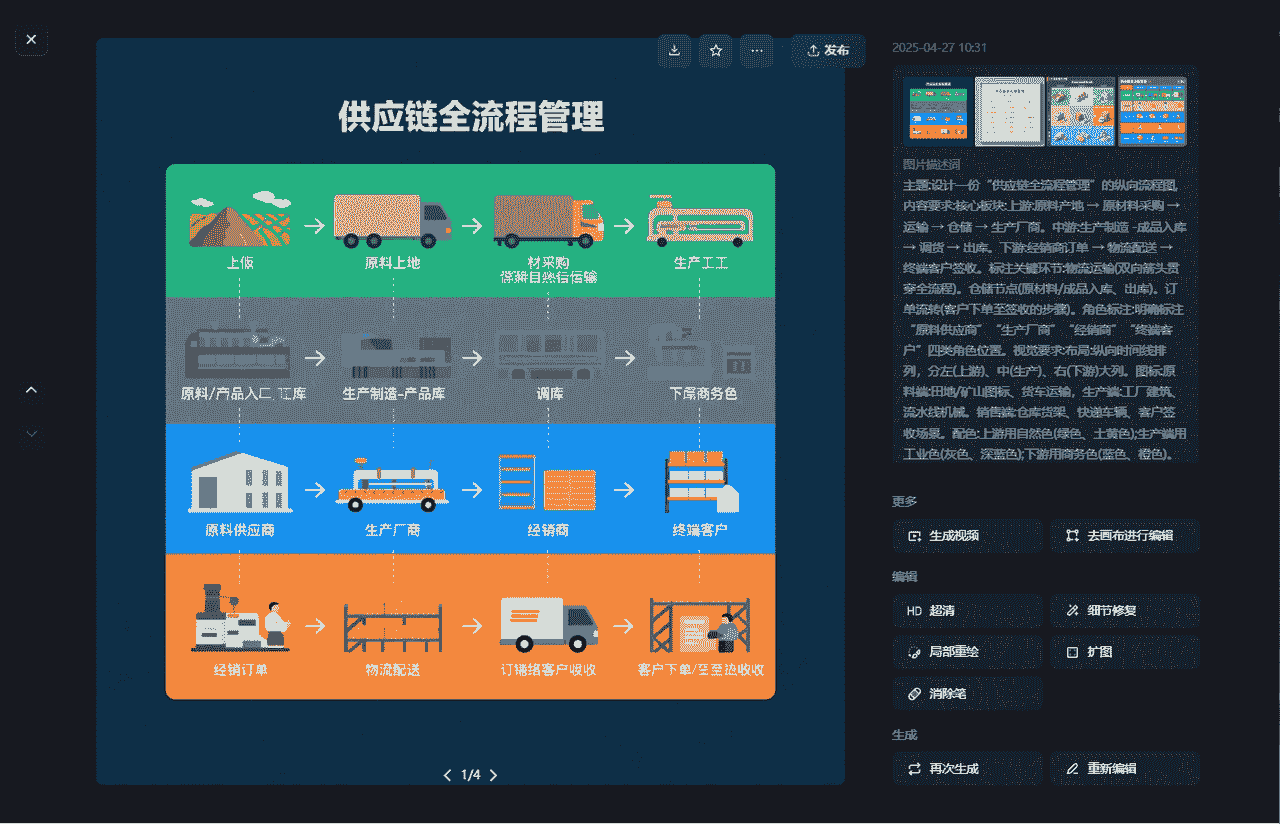 发布
2025-04-27 10:31
供应链全流程管理
原料上地
材采购
生产工工
原料/产品入
生产制造-产品库
调库
商务色
原料供应商
生产厂商
经销商
终端客户
经销订单
物流配送
客户下单/至至达收收
1/4
图片描述词
主题:设计一份“供应链全流程管理”的纵向流程图,
内容要求:核心板块:上游:原料产地 → 原材料采购 →
运输 → 仓储 → 生产厂商。中游:生产制造 -成品入库
→ 调货 → 出库。下游:经销商订单 → 物流配送 →
终端客户签收。标注关键环节:物流运输(双向箭头贯
穿全流程)。仓储节点(原材料/成品入库、出库)。订
单流转(客户下单至签收的步骤)。角色标注:明确标注
“原料供应商” “生产厂商” “经销商” “终端客
户”四类角色位置。视觉要求:布局:纵向时间线排
列，分左(上游)、中(生产)、右(下游)大列。图标:原
料端:田地/矿山图标、货车运输，生产端:工厂建筑、
流水线机械。销售端:仓库货架、快递车辆、客户签
收场景。配色:上游用自然色(绿色、土黄色);生产端用
工业色(灰色、深蓝色);下游用商务色(蓝色、橙色)。
更多
生成视频
去画布进行编辑
编辑
HD 超清
细节修复
局部重绘
扩图
消除笔
生成
再次生成
重新编辑